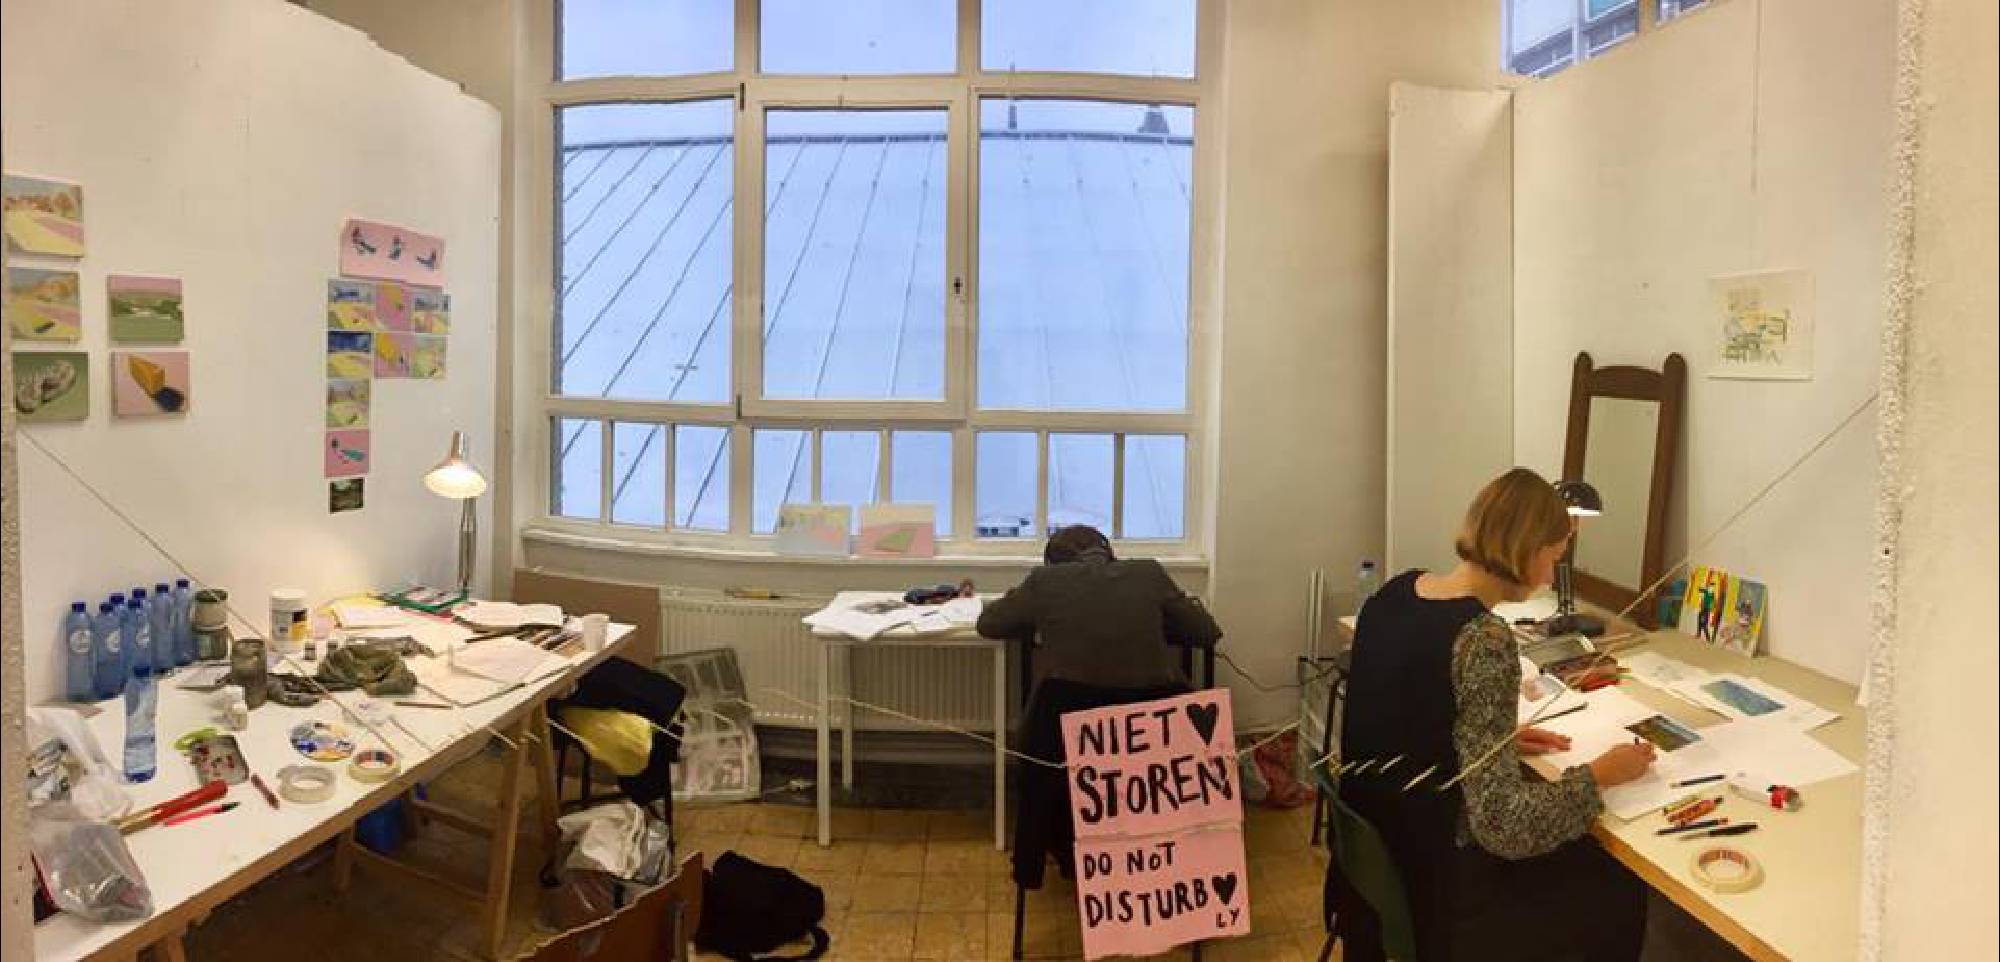 NIET ♥
STOREN
DO NOT
DISTURB ♥
LY